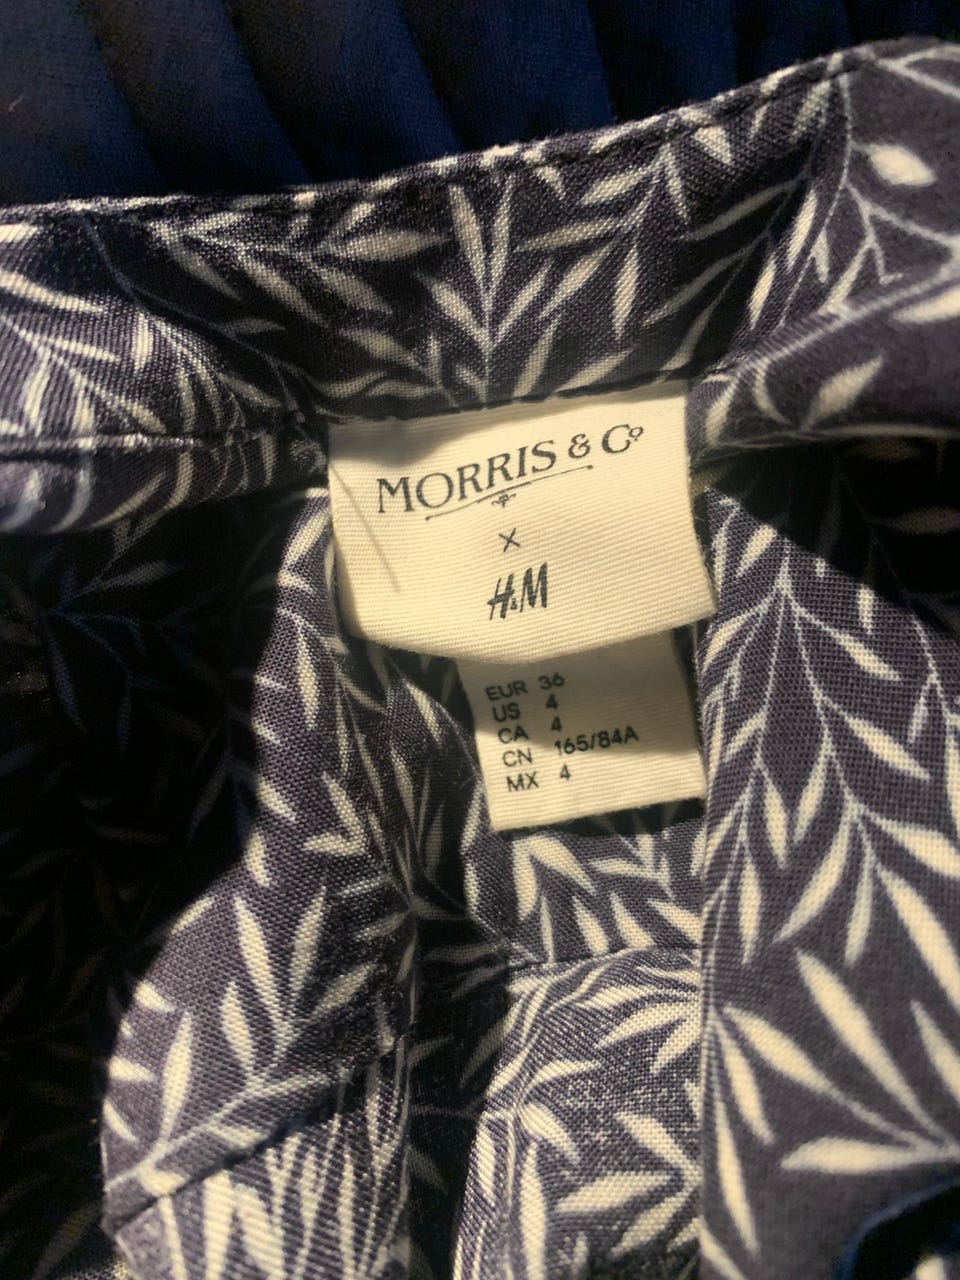 MORRIS & Cº
×
H&M
EUR 36
US 4
CA 4
CN 165/84A
MX 4